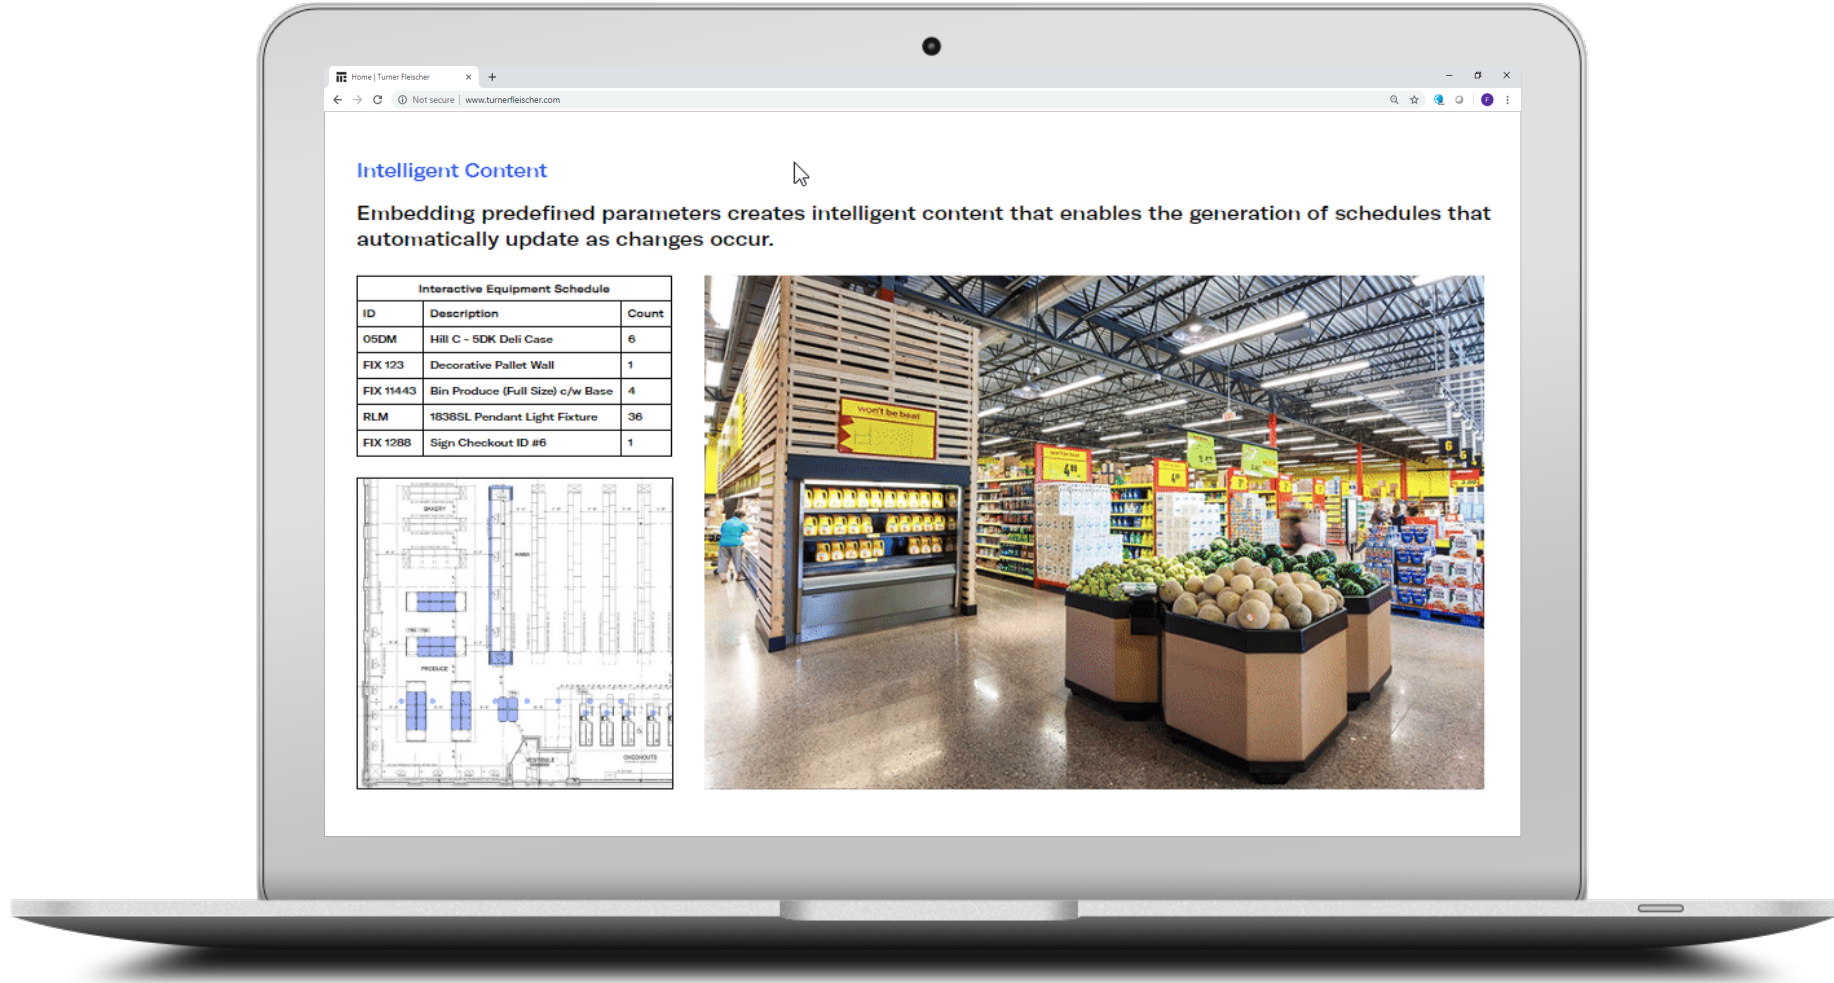 Home | Turner Fleischer
Not secure | www.turnerfleischer.com
F
Intelligent Content
Embedding predefined parameters creates intelligent content that enables the generation of schedules that
automatically update as changes occur.
Interactive Equipment Schedule
ID Description Count
05DM Hill C - 5DK Deli Case 6
FIX 123 Decorative Pallet Wall 1
FIX 11443 Bin Produce (Full Size) c/w Base 4
RLM 1838SL Pendant Light Fixture 36
FIX 1288 Sign Checkout ID #6 1
won't be beat
6
BAKERY
PRODUCE
VESTIBULE